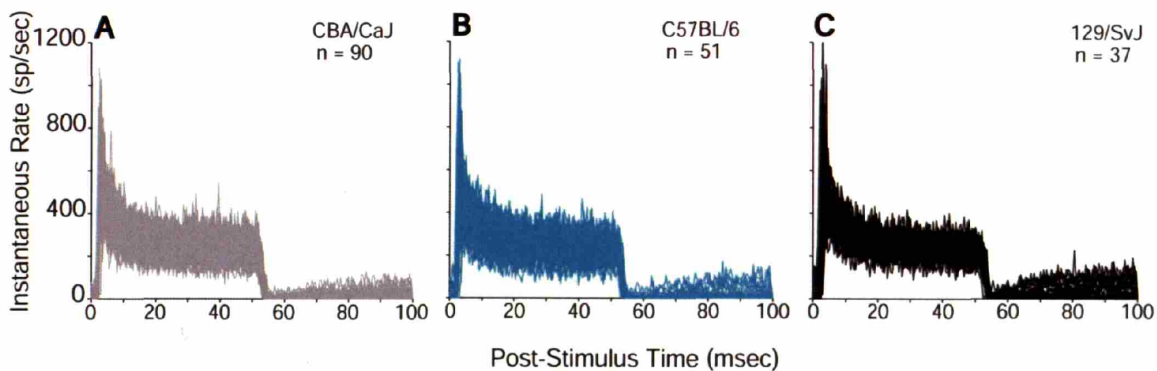 A
CBA/CaJ
n = 90
B
C57BL/6
n = 51
C
129/SvJ
n = 37
Instantaneous Rate (sp/sec)
1200
800
400
0
0 20 40 60 80 100
0 20 40 60 80 100
0 20 40 60 80 100
Post-Stimulus Time (msec)